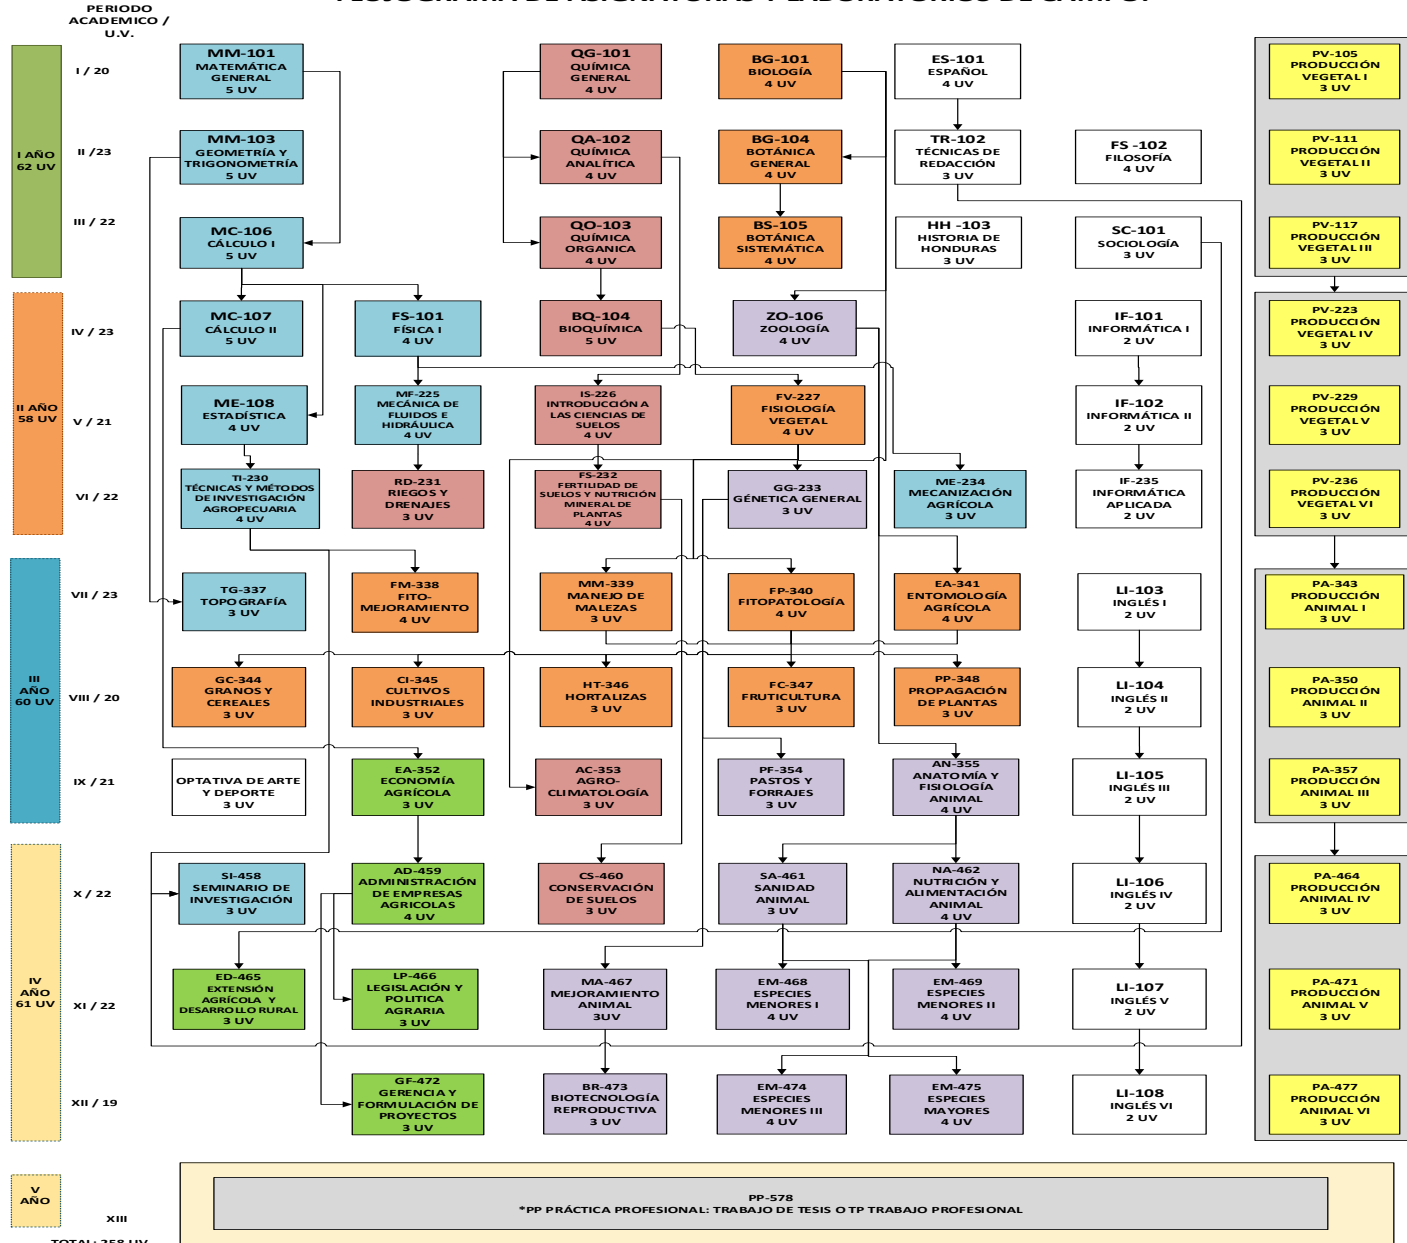 FLUJOGRAMA DE ASIGNATURAS Y LABORATORIOS DE CAMPO.
PERIODO
ACADEMICO /
U.V.
I AÑO
62 UV
I / 20
MM-101
MATEMÁTICA
GENERAL
5 UV
QG-101
QUÍMICA
GENERAL
4 UV
BG-101
BIOLOGÍA
4 UV
ES-101
ESPAÑOL
4 UV
PV-105
PRODUCCIÓN
VEGETAL I
3 UV
II /23
MM-103
GEOMETRÍA Y
TRIGONOMETRÍA
5 UV
QA-102
QUÍMICA
ANALÍTICA
4 UV
BG-104
BOTÁNICA
GENERAL
4 UV
TR-102
TÉCNICAS DE
REDACCIÓN
3 UV
FS -102
FILOSOFÍA
4 UV
PV-111
PRODUCCIÓN
VEGETAL II
3 UV
III / 22
MC-106
CÁLCULO I
5 UV
QO-103
QUÍMICA
ORGANICA
4 UV
BS-105
BOTÁNICA
SISTEMÁTICA
4 UV
HH -103
HISTORIA DE
HONDURAS
3 UV
SC-101
SOCIOLOGÍA
3 UV
PV-117
PRODUCCIÓN
VEGETAL III
3 UV
II AÑO
58 UV
IV / 23
MC-107
CÁLCULO II
5 UV
FS-101
FÍSICA I
4 UV
BQ-104
BIOQUÍMICA
5 UV
ZO-106
ZOOLOGÍA
4 UV
IF-101
INFORMÁTICA I
2 UV
PV-223
PRODUCCIÓN
VEGETAL IV
3 UV
V / 21
ME-108
ESTADÍSTICA
4 UV
MF-225
MECÁNICA DE
FLUIDOS E
HIDRÁULICA
4 UV
IS-226
INTRODUCCIÓN A
LAS CIENCIAS DE
SUELOS
4 UV
FV-227
FISIOLOGÍA
VEGETAL
4 UV
IF-102
INFORMÁTICA II
2 UV
PV-229
PRODUCCIÓN
VEGETAL V
3 UV
VI / 22
TI-230
TÉCNICAS Y MÉTODOS
DE INVESTIGACIÓN
AGROPECUARIA
4 UV
RD-231
RIEGOS Y
DRENAJES
3 UV
FS-232
FERTILIDAD DE
SUELOS Y NUTRICIÓN
MINERAL DE
PLANTAS
4 UV
GG-233
GÉNETICA GENERAL
3 UV
ME-234
MECANIZACIÓN
AGRÍCOLA
3 UV
IF-235
INFORMÁTICA
APLICADA
2 UV
PV-236
PRODUCCIÓN
VEGETAL VI
3 UV
III
AÑO
60 UV
VII / 23
TG-337
TOPOGRAFÍA
3 UV
FM-338
FITO-
MEJORAMIENTO
4 UV
MM-339
MANEJO DE
MALEZAS
3 UV
FP-340
FITOPATOLOGÍA
4 UV
EA-341
ENTOMOLOGÍA
AGRÍCOLA
4 UV
LI-103
INGLÉS I
2 UV
PA-343
PRODUCCIÓN
ANIMAL I
3 UV
VIII / 20
GC-344
GRANOS Y
CEREALES
3 UV
CI-345
CULTIVOS
INDUSTRIALES
3 UV
HT-346
HORTALIZAS
3 UV
FC-347
FRUTICULTURA
3 UV
PP-348
PROPAGACIÓN
DE PLANTAS
3 UV
LI-104
INGLÉS II
2 UV
PA-350
PRODUCCIÓN
ANIMAL II
3 UV
IX / 21
OPTATIVA DE ARTE
Y DEPORTE
3 UV
EA-352
ECONOMÍA
AGRÍCOLA
3 UV
AC-353
AGRO-
CLIMATOLOGÍA
3 UV
PF-354
PASTOS Y
FORRAJES
3 UV
AN-355
ANATOMÍA Y
FISIOLOGÍA
ANIMAL
4 UV
LI-105
INGLÉS III
2 UV
PA-357
PRODUCCIÓN
ANIMAL III
3 UV
IV
AÑO
61 UV
X / 22
SI-458
SEMINARIO DE
INVESTIGACIÓN
3 UV
AD-459
ADMINISTRACIÓN
DE EMPRESAS
AGRICOLAS
4 UV
CS-460
CONSERVACIÓN
DE SUELOS
3 UV
SA-461
SANIDAD
ANIMAL
3 UV
NA-462
NUTRICIÓN Y
ALIMENTACIÓN
ANIMAL
4 UV
LI-106
INGLÉS IV
2 UV
PA-464
PRODUCCIÓN
ANIMAL IV
3 UV
XI / 22
ED-465
EXTENSIÓN
AGRÍCOLA Y
DESARROLLO RURAL
3 UV
LP-466
LEGISLACIÓN Y
POLITICA
AGRARIA
3 UV
MA-467
MEJORAMIENTO
ANIMAL
3UV
EM-468
ESPECIES
MENORES I
4 UV
EM-469
ESPECIES
MENORES II
4 UV
LI-107
INGLÉS V
2 UV
PA-471
PRODUCCIÓN
ANIMAL V
3 UV
XII / 19
GF-472
GERENCIA Y
FORMULACIÓN DE
PROYECTOS
3 UV
BR-473
BIOTECNOLOGÍA
REPRODUCTIVA
3 UV
EM-474
ESPECIES
MENORES III
4 UV
EM-475
ESPECIES
MAYORES
4 UV
LI-108
INGLÉS VI
2 UV
PA-477
PRODUCCIÓN
ANIMAL VI
3 UV
V
AÑO
XIII
PP-578
*PP PRÁCTICA PROFESIONAL: TRABAJO DE TESIS O TP TRABAJO PROFESIONAL
TOTAL: 258 UV